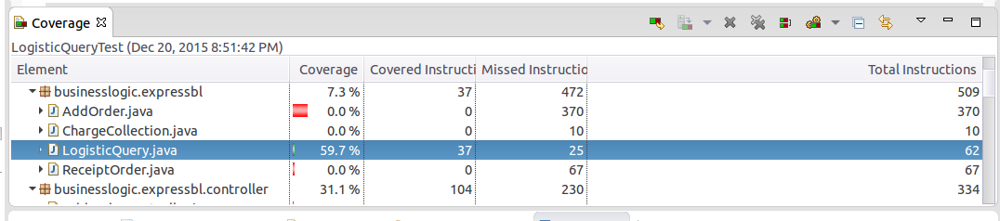 Coverage
LogisticQueryTest (Dec 20, 2015 8:51:42 PM)
Element Coverage Covered Instructi Missed Instructio Total Instructions
businesslogic.expressbl 7.3 % 37 472 509
AddOrder.java 0.0 % 0 370 370
ChargeCollection.java 0.0 % 0 10 10
LogisticQuery.java 59.7 % 37 25 62
ReceiptOrder.java 0.0 % 0 67 67
businesslogic.expressbl.controller 31.1 % 104 230 334